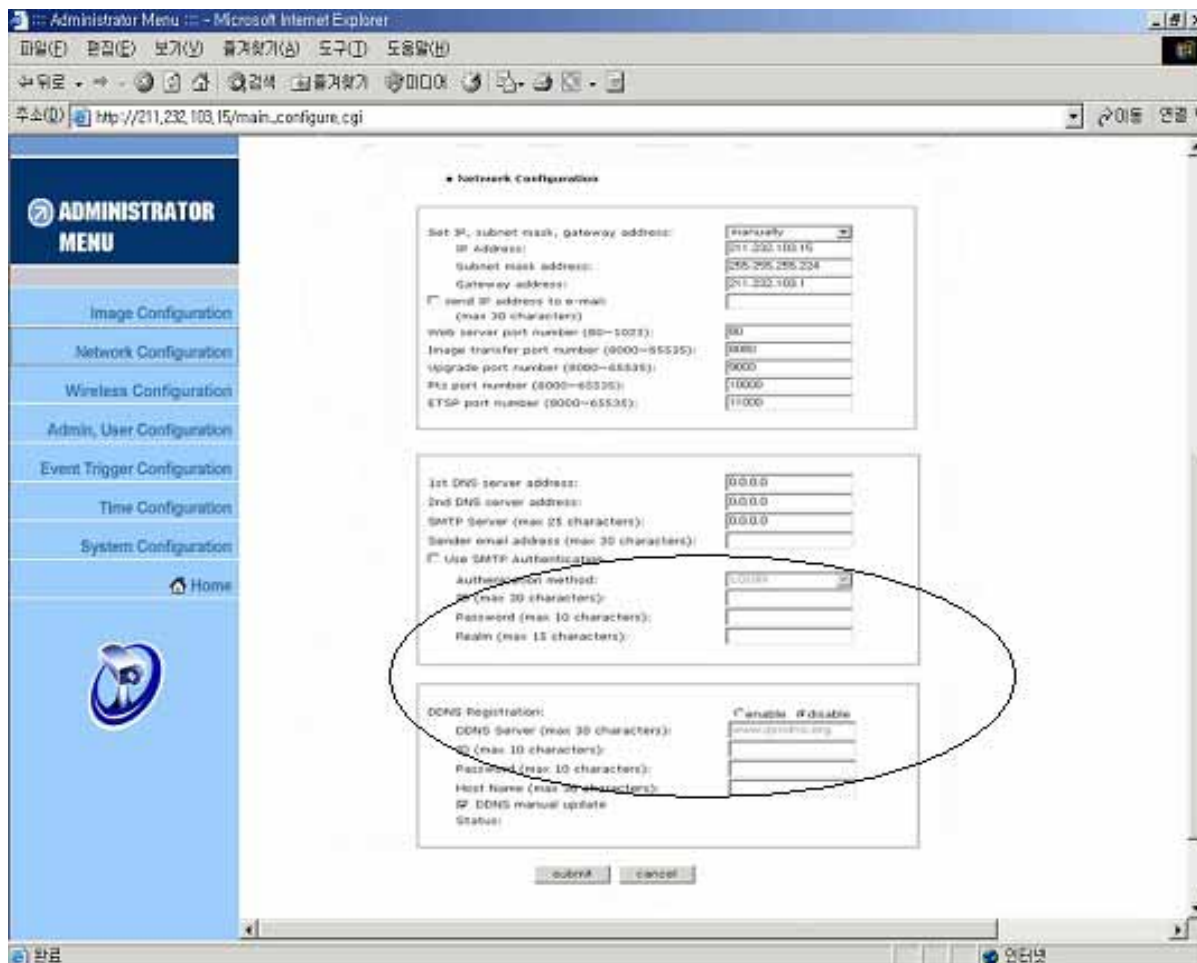 ::: Administrator Menu ::: - Microsoft Internet Explorer
파일(F) 편집(E) 보기(V) 즐겨찾기(A) 도구(T) 도움말(H)
뒤로 검색 즐겨찾기 미디어
주소(D) http://211,232,103,15/main_configure.cgi 이동 연결
ADMINISTRATOR
MENU
Image Configuration
Network Configuration
Wireless Configuration
Admin, User Configuration
Event Trigger Configuration
Time Configuration
System Configuration
Home
Network Configuration
Set IP, subnet mask, gateway address: manually
IP Address: 211.232.103.15
Subnet mask address: 255.255.255.224
Gateway address: 211.232.103.1
send IP address to e-mail
(max 30 characters)
Web server port number (80~1023): 80
Image transfer port number (8000~65535): 8080
Upgrade port number (8000~65535): 9000
Ptz port number (8000~65535): 10000
ETSP port number (8000~65535): 11000
1st DNS server address: 0.0.0.0
2nd DNS server address: 0.0.0.0
SMTP Server (max 25 characters): 0.0.0.0
Sender email address (max 30 characters):
Use SMTP Authentication
Authentication method: LOGIN
ID (max 20 characters):
Password (max 10 characters):
Realm (max 15 characters):
DDNS Registration: enable disable
DDNS Server (max 30 characters):
ID (max 10 characters):
Password (max 10 characters):
Host Name (max 30 characters):
DDNS manual update
Status:
submit cancel
완료 인터넷